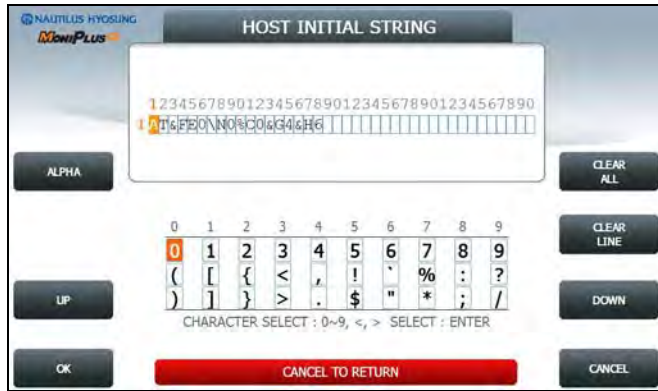 NAUTILUS HYOSUNG
MoniPlus
HOST INITIAL STRING
1234567890123456789012345678901234567890
1 AT&FE0\N0%C0&G4&H6
ALPHA
CLEAR ALL
0 1 2 3 4 5 6 7 8 9
0 1 2 3 4 5 6 7 8 9
CLEAR LINE
( [ { < , ! ` % : ?
) ] } > . $ " * ; /
UP
DOWN
CHARACTER SELECT : 0~9, <, > SELECT : ENTER
OK
CANCEL TO RETURN
CANCEL